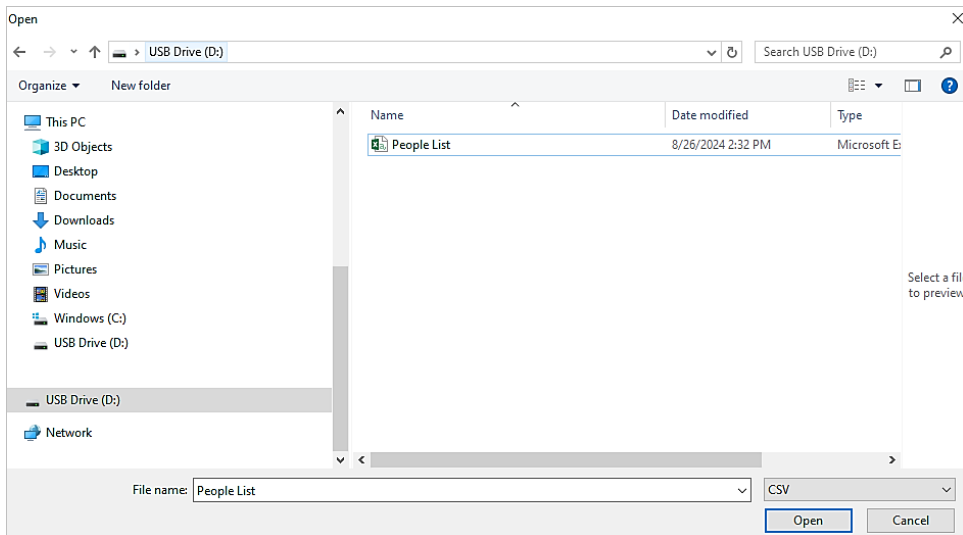 Open
USB Drive (D:)
Search USB Drive (D:)
Organize
New folder
This PC
3D Objects
Desktop
Documents
Downloads
Music
Pictures
Videos
Windows (C:)
USB Drive (D:)
USB Drive (D:)
Network
Name Date modified Type
People List 8/26/2024 2:32 PM Microsoft Ex
Select a fil
to preview
File name: People List
CSV
Open Cancel